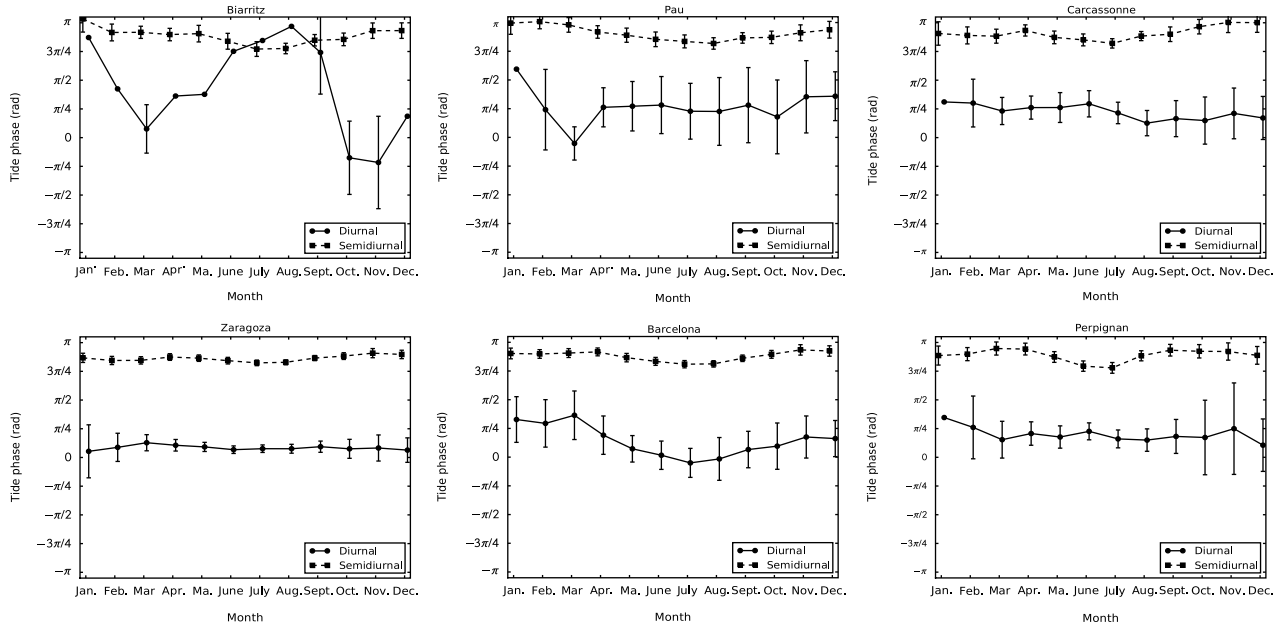 Biarritz
π
3π/4
π/2
π/4
0
−π/4
−π/2
−3π/4
−π
Tide phase (rad)
Diurnal
Semidiurnal
Jan. Feb. Mar Apr. Ma. June July Aug. Sept. Oct. Nov. Dec.
Month
Pau
π
3π/4
π/2
π/4
0
−π/4
−π/2
−3π/4
−π
Tide phase (rad)
Diurnal
Semidiurnal
Jan. Feb. Mar Apr. Ma. June July Aug. Sept. Oct. Nov. Dec.
Month
Carcassonne
π
3π/4
π/2
π/4
0
−π/4
−π/2
−3π/4
−π
Tide phase (rad)
Diurnal
Semidiurnal
Jan. Feb. Mar Apr. Ma. June July Aug. Sept. Oct. Nov. Dec.
Month
Zaragoza
π
3π/4
π/2
π/4
0
−π/4
−π/2
−3π/4
−π
Tide phase (rad)
Diurnal
Semidiurnal
Jan. Feb. Mar Apr. Ma. June July Aug. Sept. Oct. Nov. Dec.
Month
Barcelona
π
3π/4
π/2
π/4
0
−π/4
−π/2
−3π/4
−π
Tide phase (rad)
Diurnal
Semidiurnal
Jan. Feb. Mar Apr. Ma. June July Aug. Sept. Oct. Nov. Dec.
Month
Perpignan
π
3π/4
π/2
π/4
0
−π/4
−π/2
−3π/4
−π
Tide phase (rad)
Diurnal
Semidiurnal
Jan. Feb. Mar Apr. Ma. June July Aug. Sept. Oct. Nov. Dec.
Month